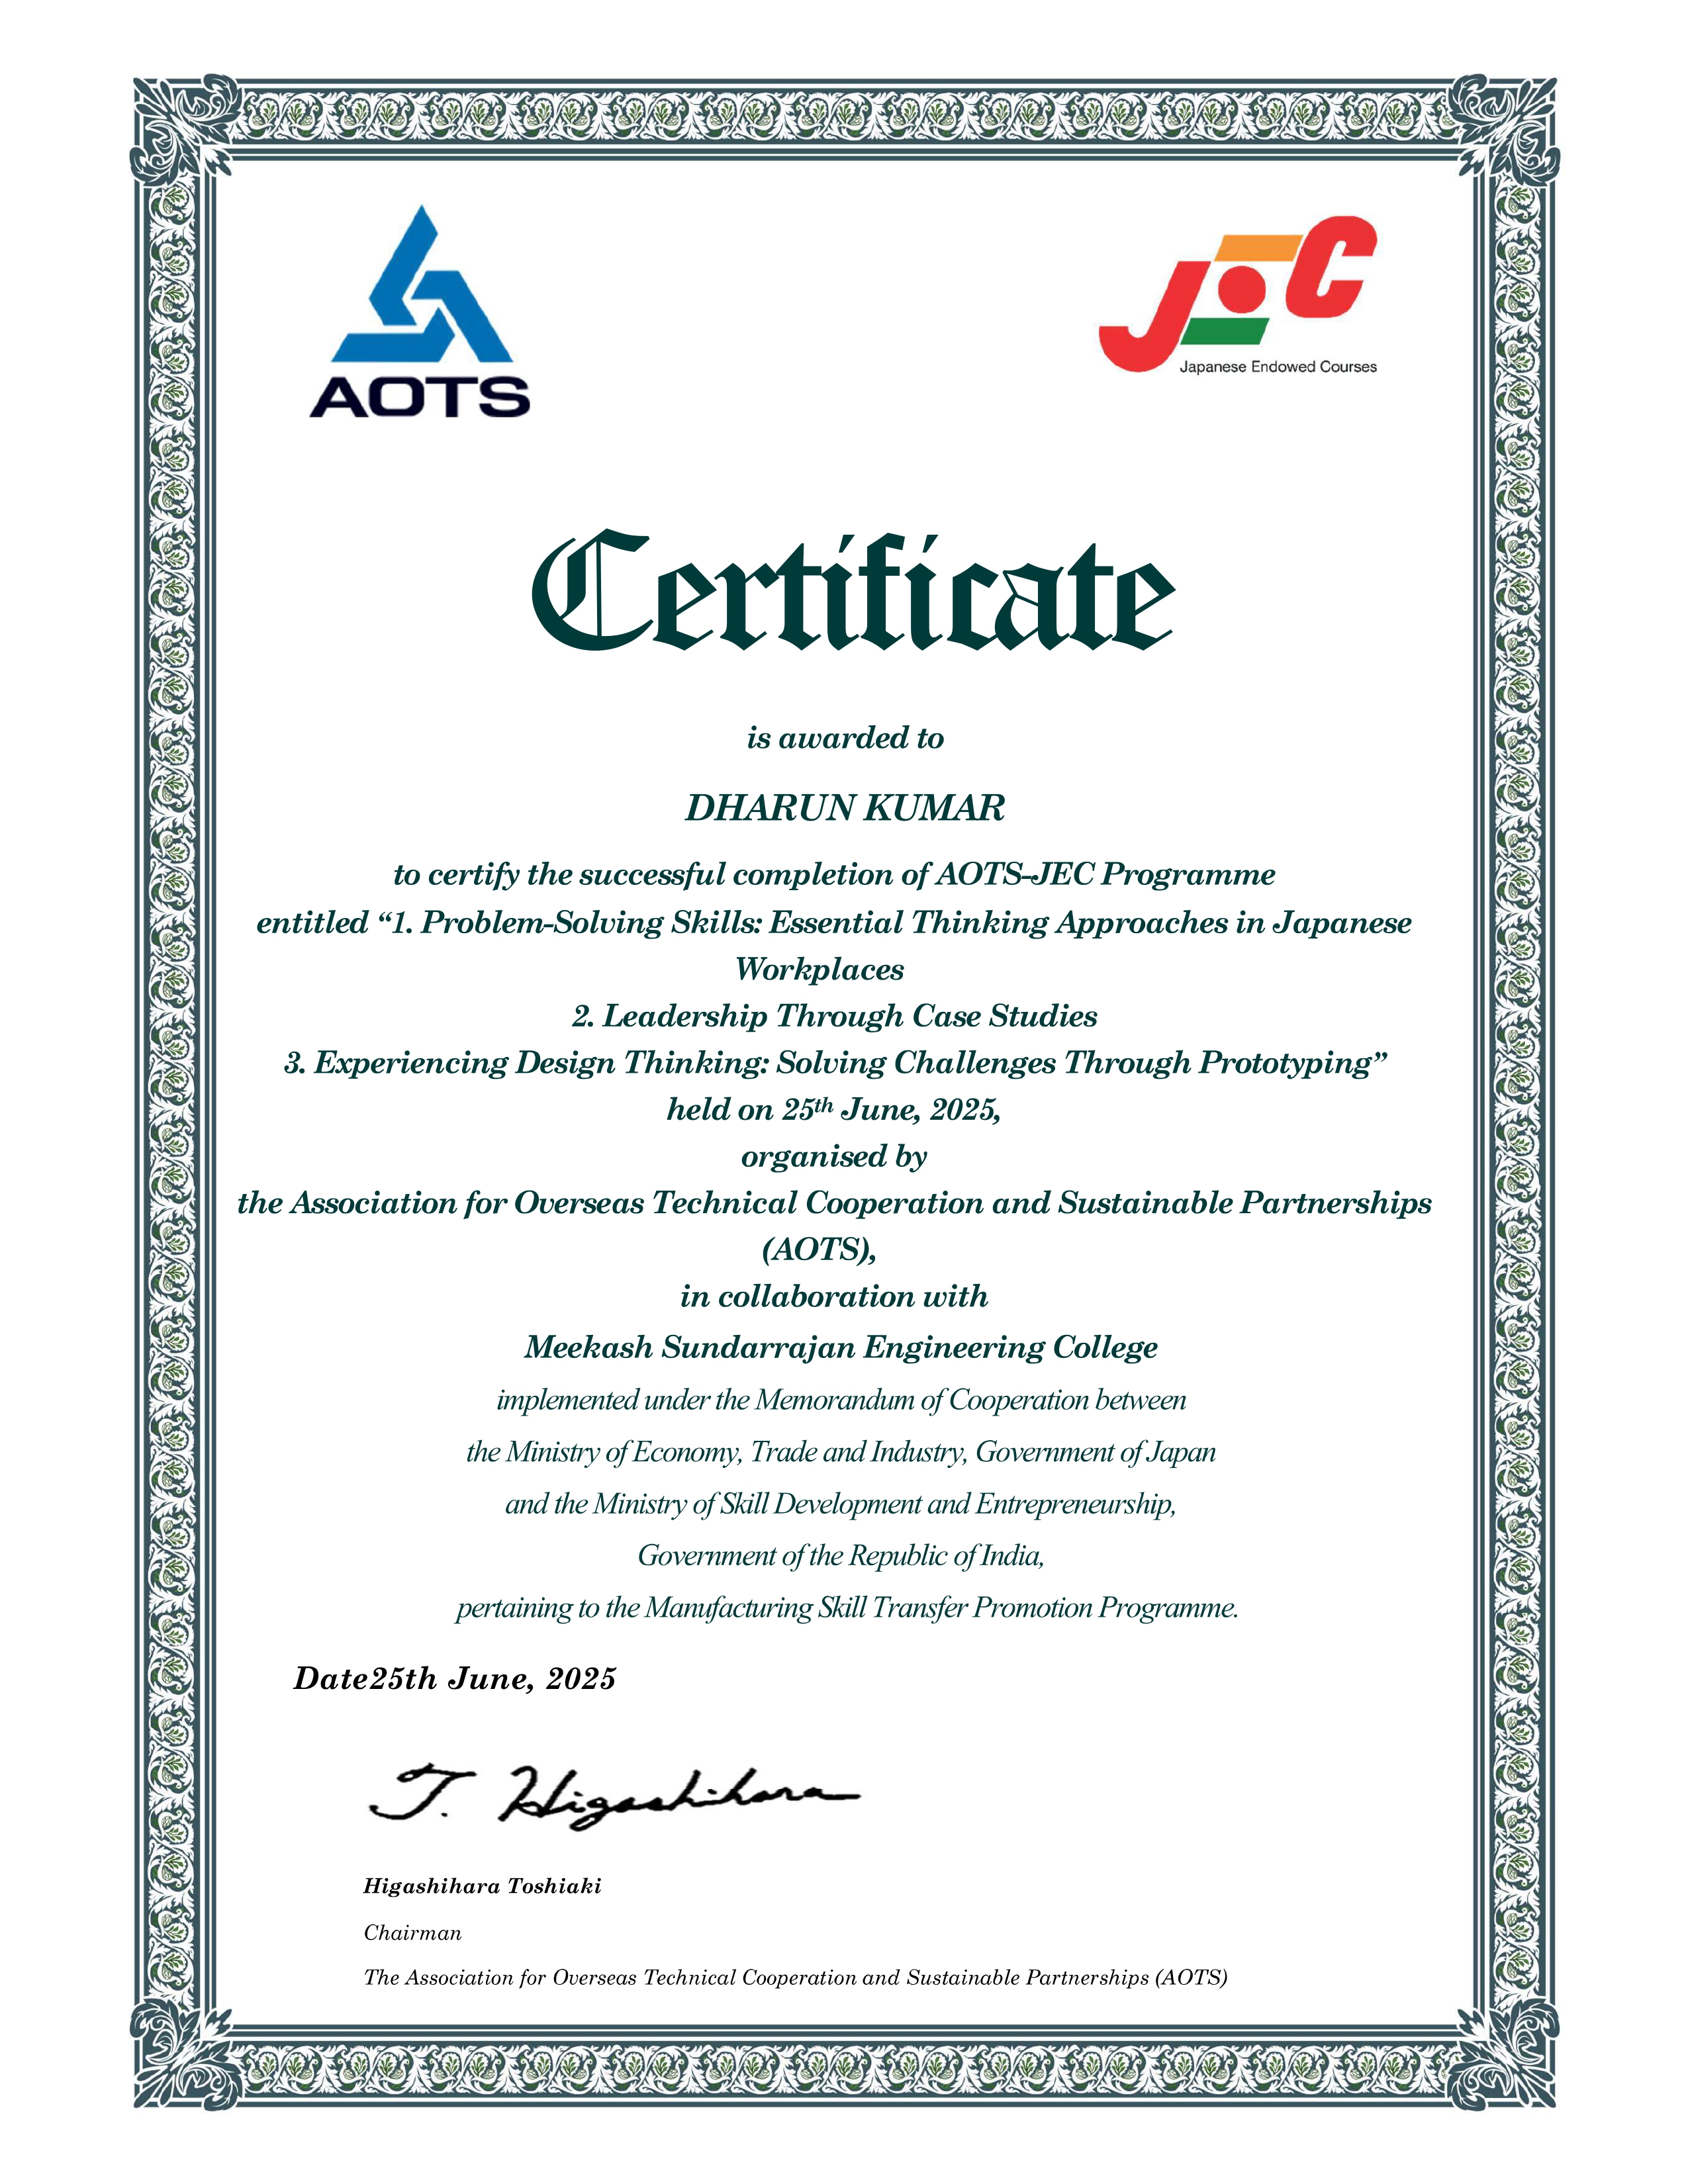 AOTS
JEC
Japanese Endowed Courses
Certificate
is awarded to
DHARUN KUMAR
to certify the successful completion of AOTS-JEC Programme
entitled “1. Problem-Solving Skills: Essential Thinking Approaches in Japanese
Workplaces
2. Leadership Through Case Studies
3. Experiencing Design Thinking: Solving Challenges Through Prototyping”
held on 25th June, 2025,
organised by
the Association for Overseas Technical Cooperation and Sustainable Partnerships
(AOTS),
in collaboration with
Meekash Sundarrajan Engineering College
implemented under the Memorandum of Cooperation between
the Ministry of Economy, Trade and Industry, Government of Japan
and the Ministry of Skill Development and Entrepreneurship,
Government of the Republic of India,
pertaining to the Manufacturing Skill Transfer Promotion Programme.
Date25th June, 2025
T. Higashihara
Higashihara Toshiaki
Chairman
The Association for Overseas Technical Cooperation and Sustainable Partnerships (AOTS)